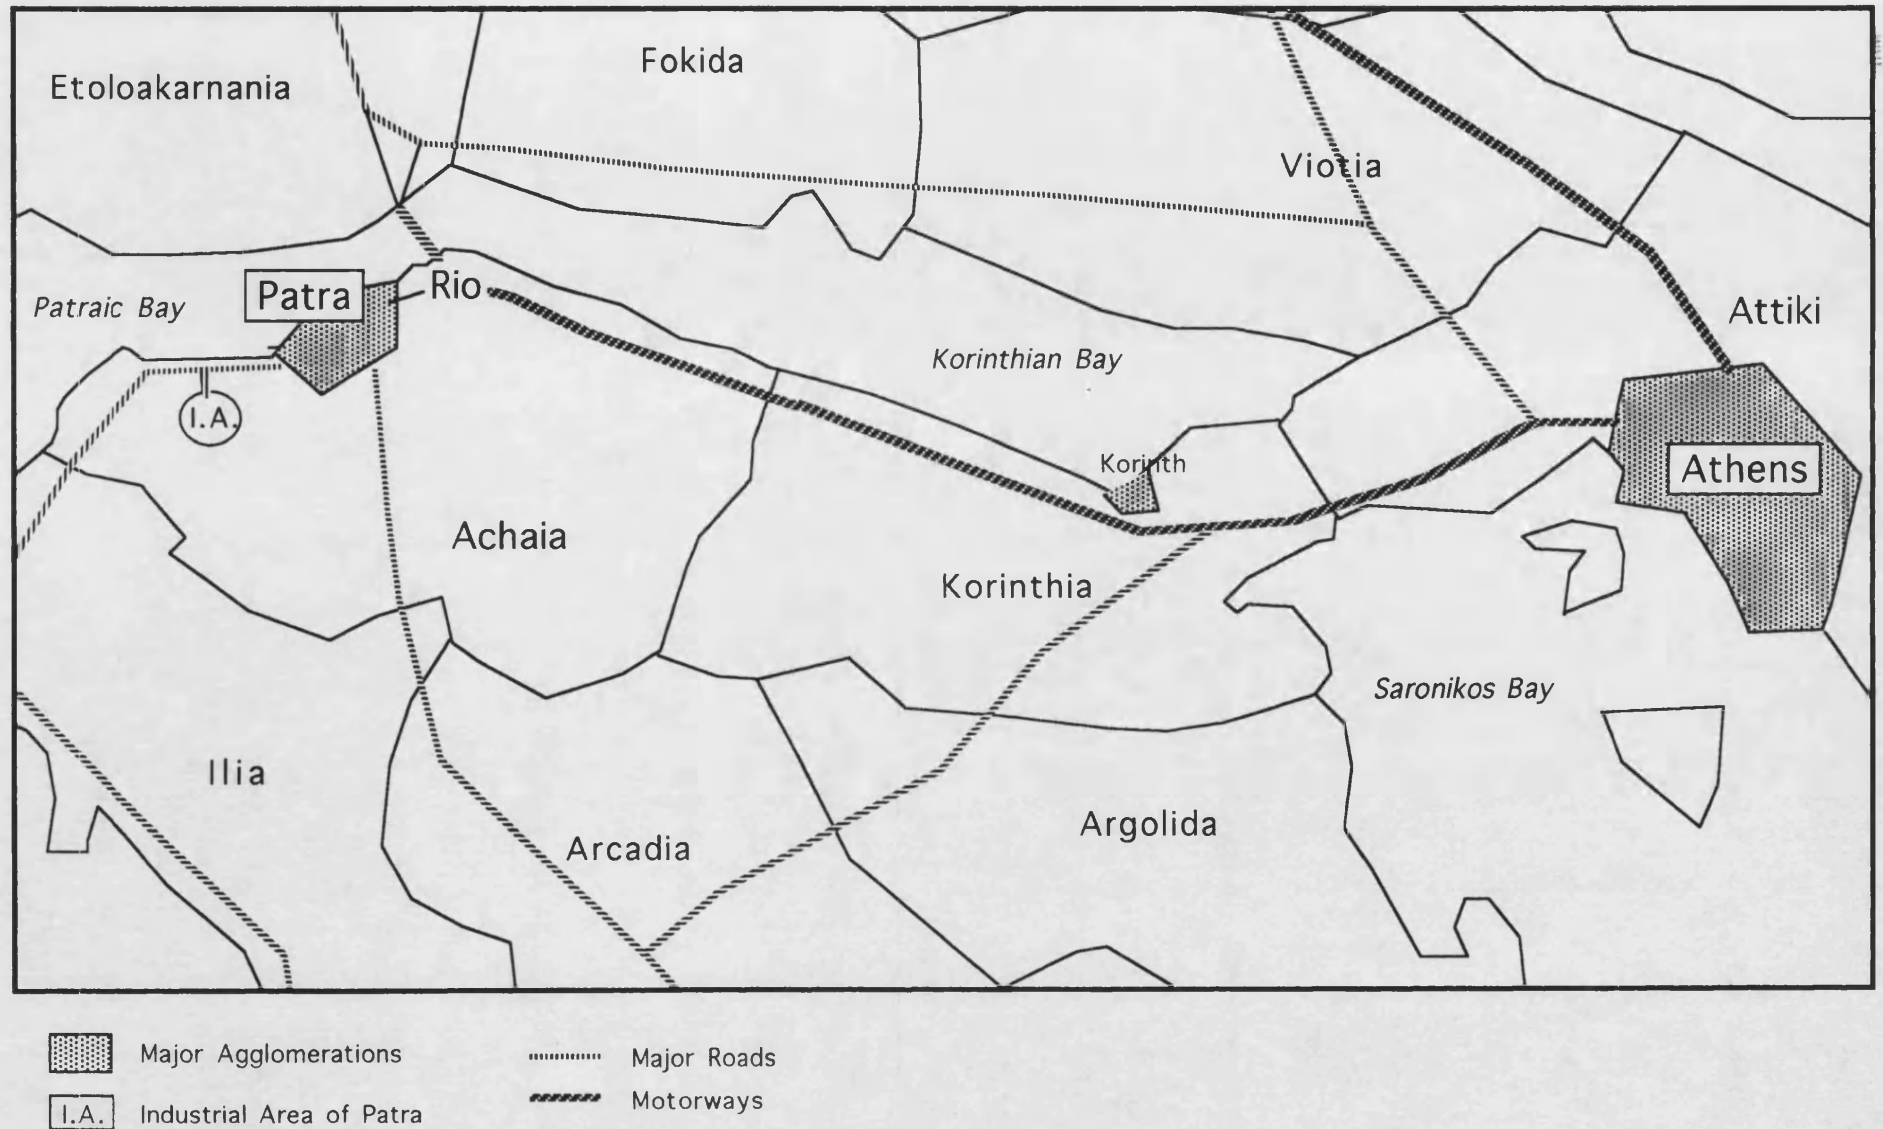 Fokida
Etoloakarnania
Viotia
Patra
Rio
Patraic Bay
Attiki
Korinthian Bay
I.A.
Korinth
Athens
Achaia
Korinthia
Saronikos Bay
Ilia
Argolida
Arcadia
Major Agglomerations
Major Roads
Motorways
I.A. Industrial Area of Patra